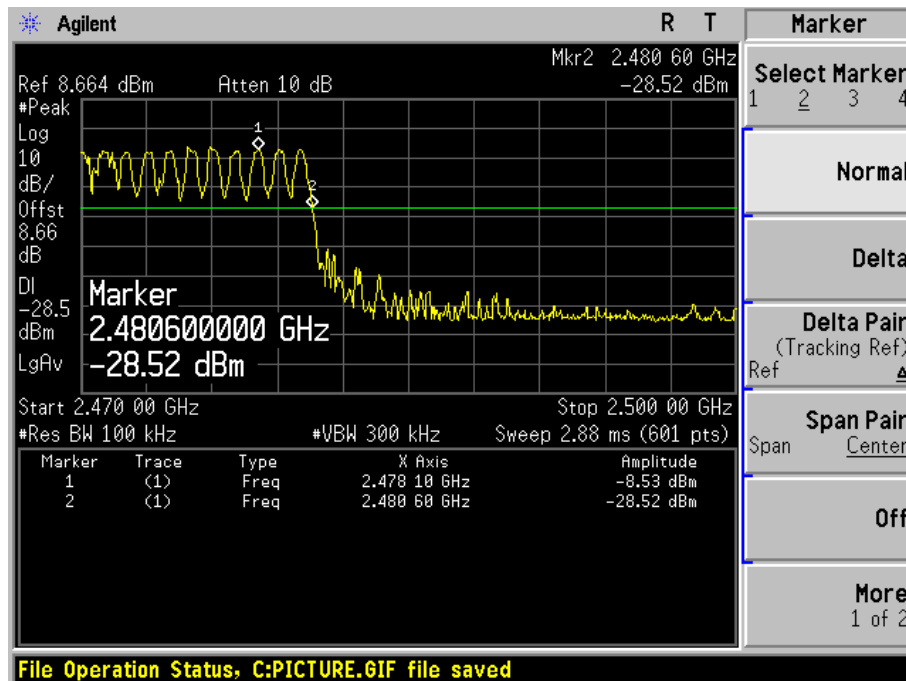 Agilent R T Marker
Mkr2 2.480 60 GHz
Ref 8.664 dBm Atten 10 dB -28.52 dBm
#Peak
Log
10
dB/
Offst
8.66
dB
DI
-28.5
dBm
LgAv
1
2
Marker
2.480600000 GHz
-28.52 dBm
Start 2.470 00 GHz Stop 2.500 00 GHz
#Res BW 100 kHz #VBW 300 kHz Sweep 2.88 ms (601 pts)
Marker Trace Type X Axis Amplitude
1 (1) Freq 2.478 10 GHz -8.53 dBm
2 (1) Freq 2.480 60 GHz -28.52 dBm
Select Marker
1 2 3 4
Normal
Delta
Delta Pair
(Tracking Ref)
Ref Δ
Span Pair
Span Center
Off
More
1 of 2
File Operation Status, C:PICTURE.GIF file saved